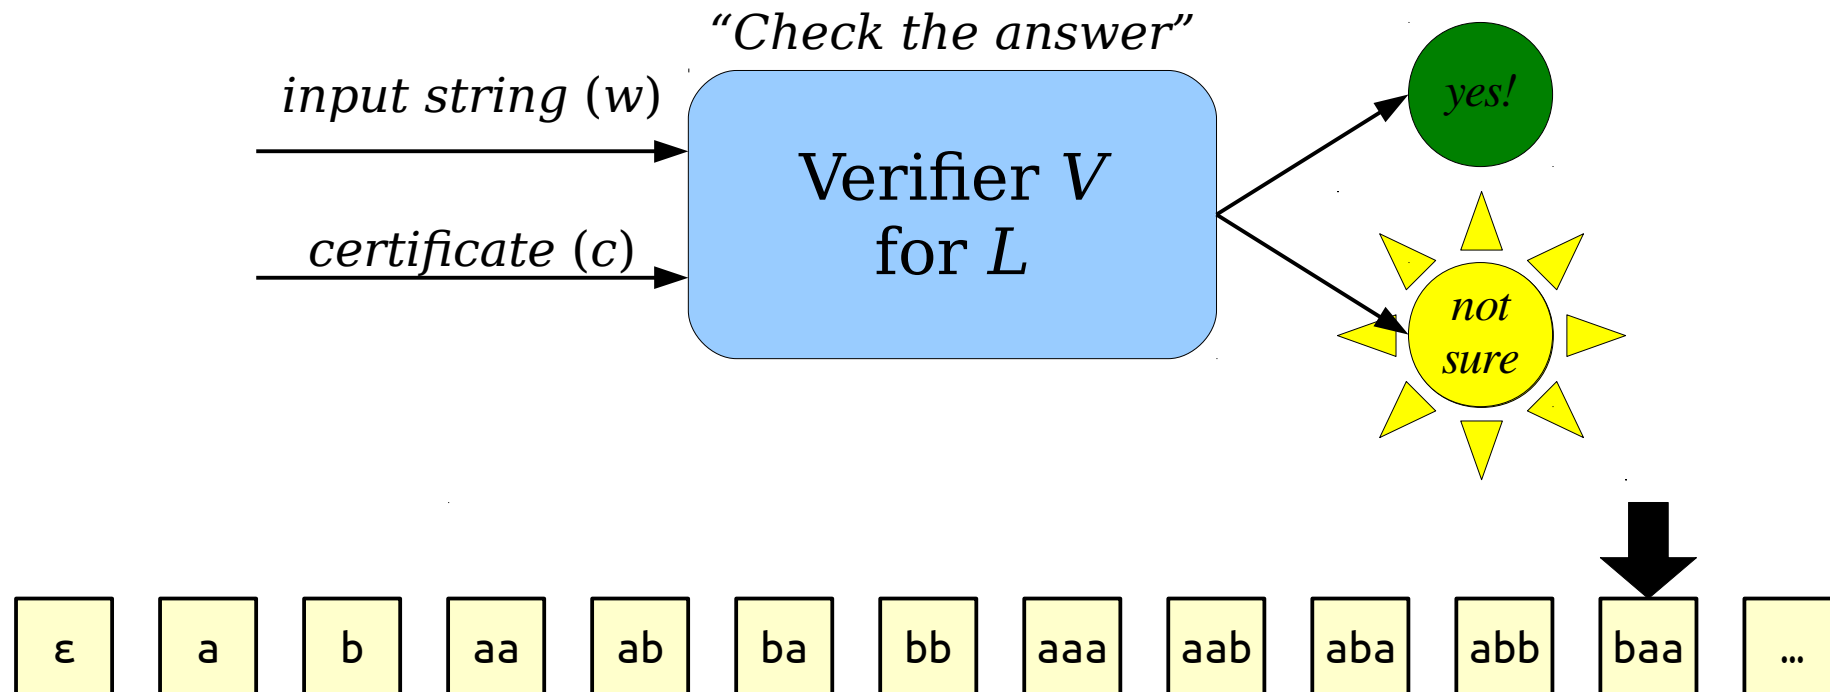 “Check the answer”
input string (w)
certificate (c)
Verifier V
for L
yes!
not
sure
ε a b aa ab ba bb aaa aab aba abb baa ...